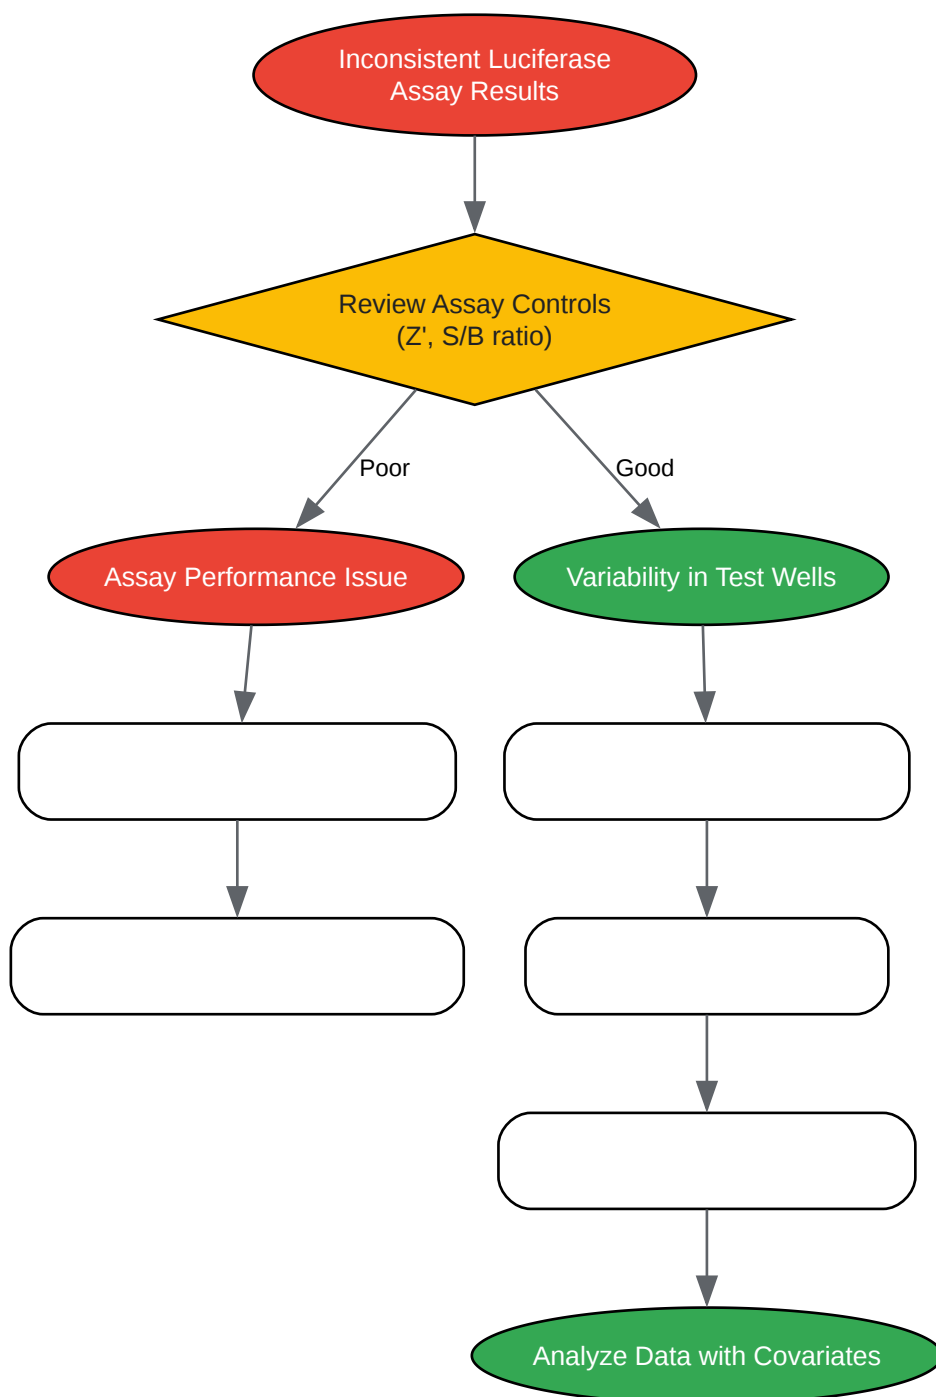 Inconsistent Luciferase
Assay Results
Review Assay Controls
(Z', S/B ratio)
Poor
Good
Assay Performance Issue
Variability in Test Wells
Analyze Data with Covariates